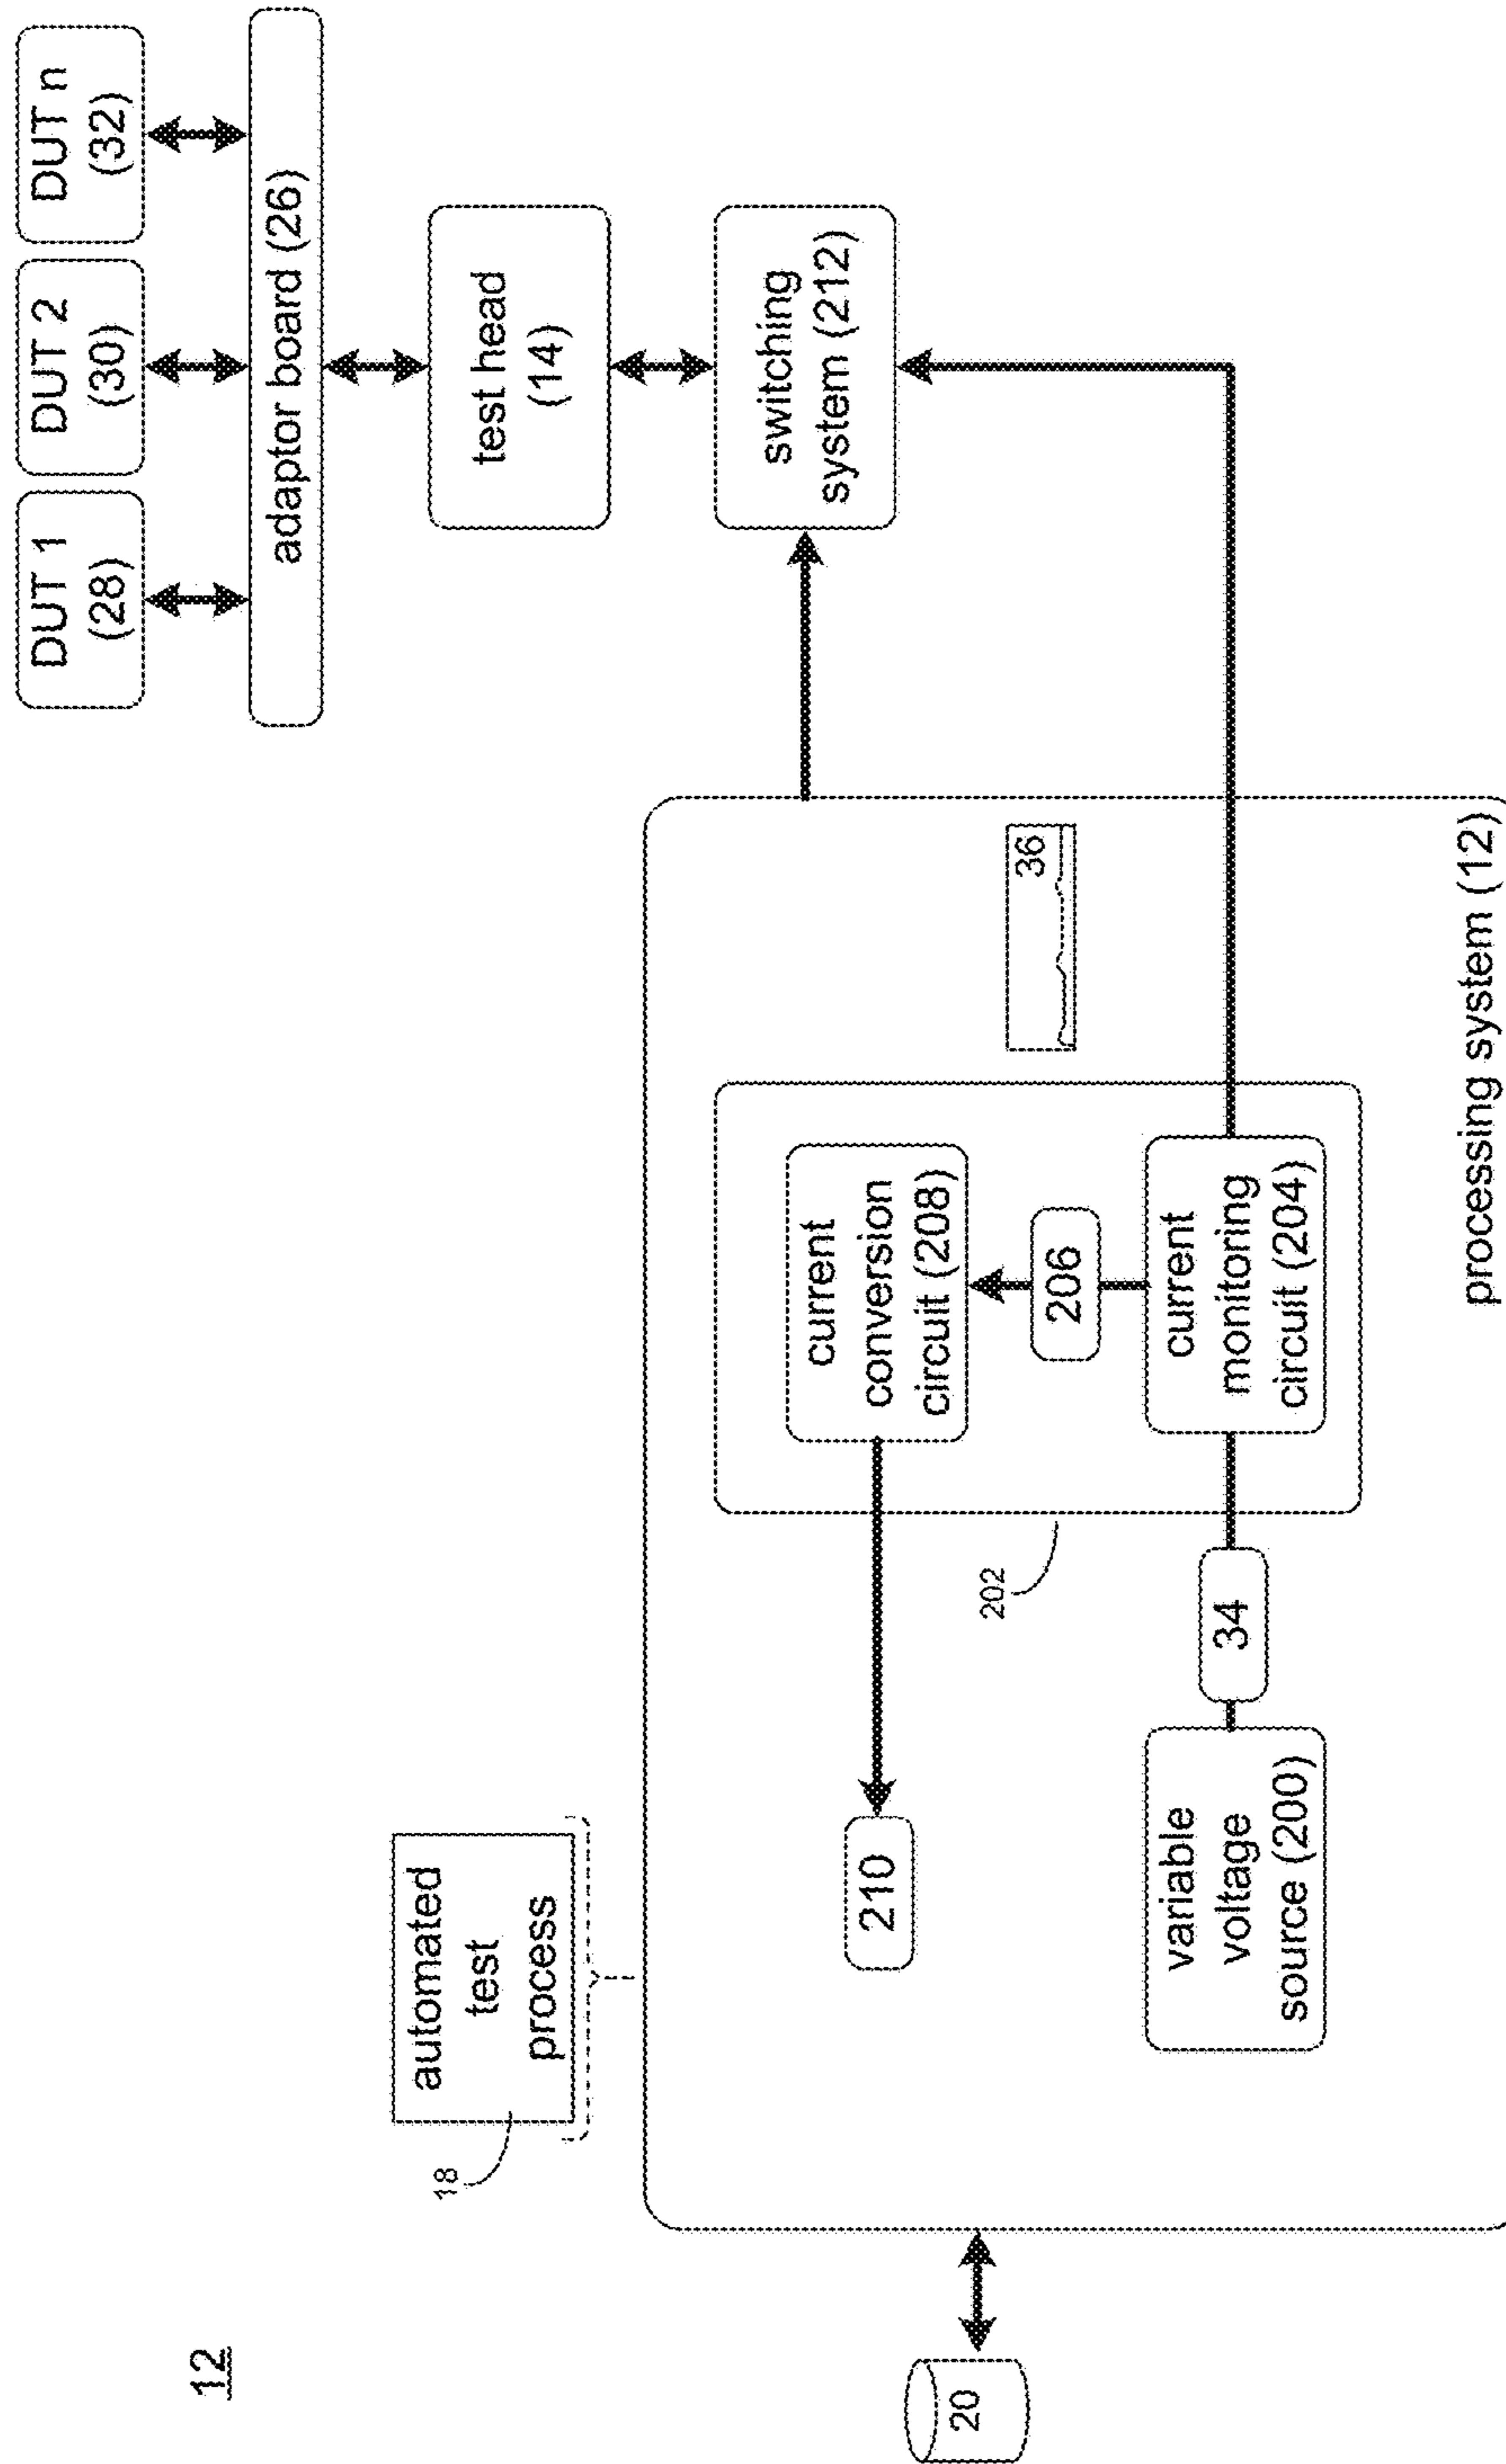 12
20
18
automated
test
process
210
variable
voltage
source (200)
34
202
current
conversion
circuit (208)
206
current
monitoring
circuit (204)
36
processing system (12)
DUT 1
(28)
DUT 2
(30)
DUT n
(32)
adaptor board (26)
test head
(14)
switching
system (212)